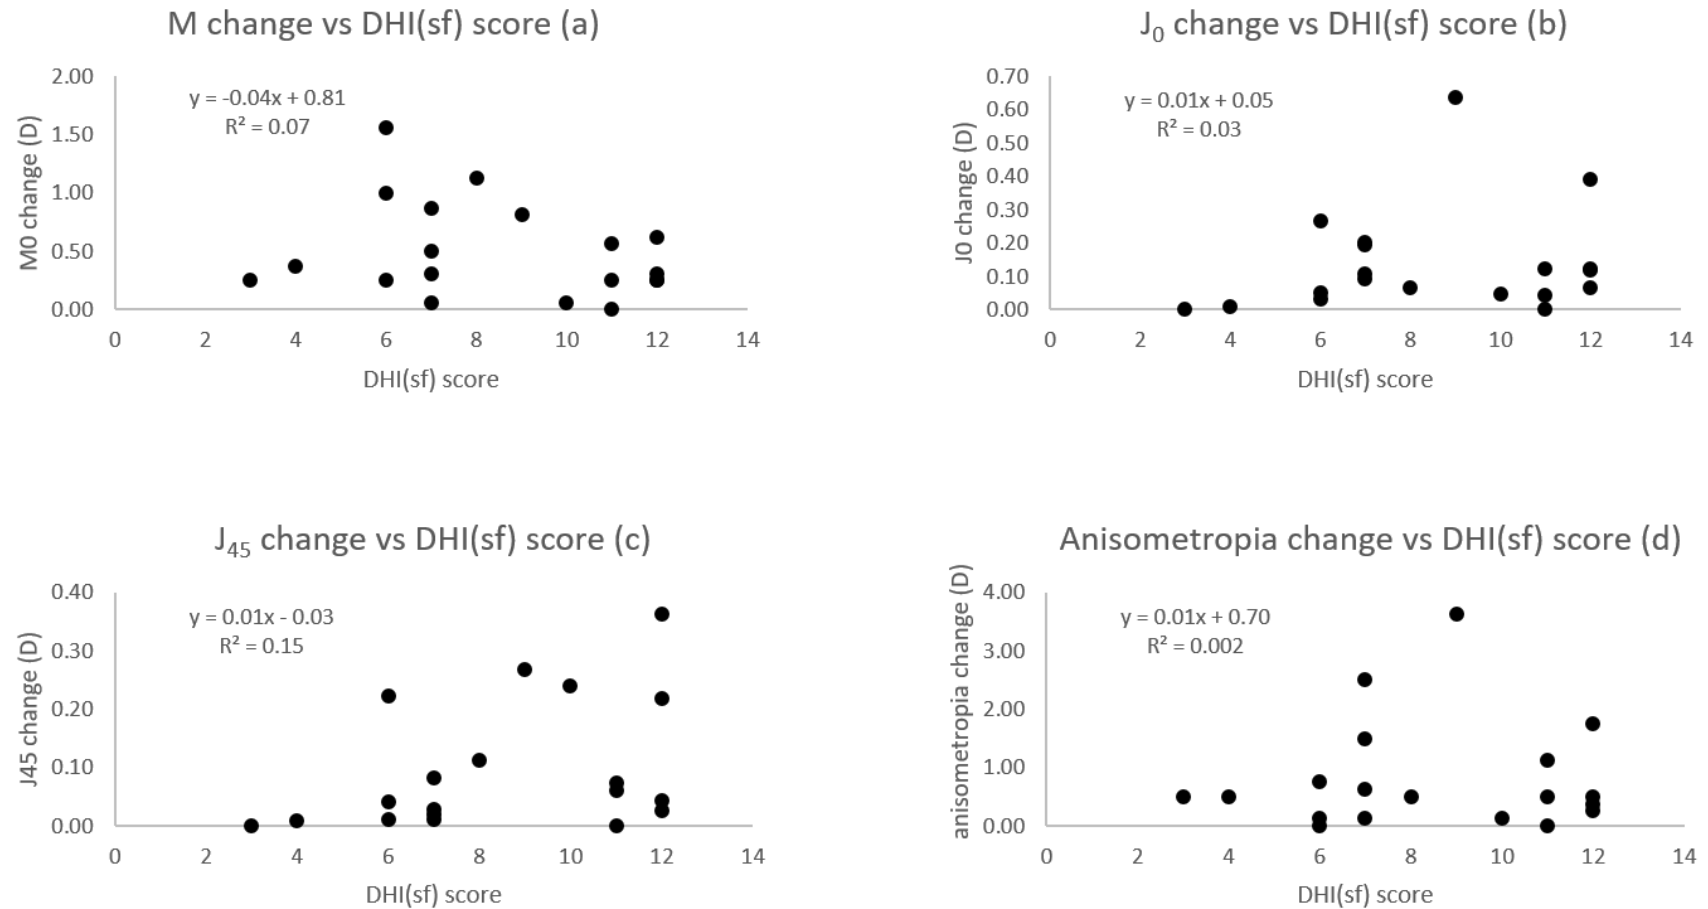 M change vs DHI(sf) score (a)
2.00
1.50
1.00
0.50
0.00
M0 change (D)
y = -0.04x + 0.81
R² = 0.07
0 2 4 6 8 10 12 14
DHI(sf) score
J₀ change vs DHI(sf) score (b)
0.70
0.60
0.50
0.40
0.30
0.20
0.10
0.00
J0 change (D)
y = 0.01x + 0.05
R² = 0.03
0 2 4 6 8 10 12 14
DHI(sf) score
J₄₅ change vs DHI(sf) score (c)
0.40
0.30
0.20
0.10
0.00
J45 change (D)
y = 0.01x - 0.03
R² = 0.15
0 2 4 6 8 10 12 14
DHI(sf) score
Anisometropia change vs DHI(sf) score (d)
4.00
3.00
2.00
1.00
0.00
anisometropia change (D)
y = 0.01x + 0.70
R² = 0.002
0 2 4 6 8 10 12 14
DHI(sf) score